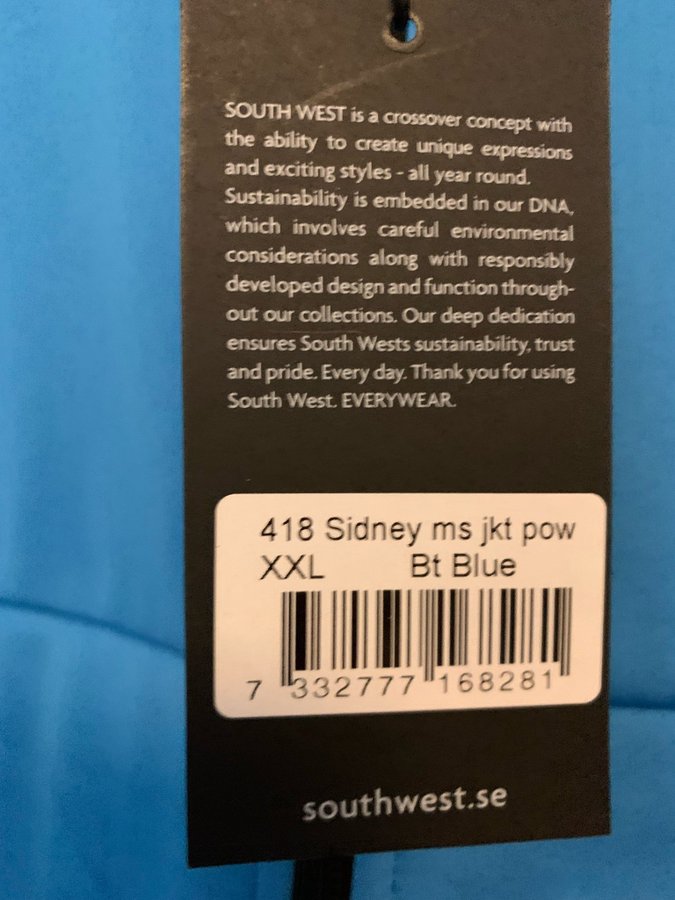 SOUTH WEST is a crossover concept with
the ability to create unique expressions
and exciting styles - all year round.
Sustainability is embedded in our DNA,
which involves careful environmental
considerations along with responsibly
developed design and function through-
out our collections. Our deep dedication
ensures South Wests sustainability, trust
and pride. Every day. Thank you for using
South West. EVERYWEAR.
418 Sidney ms jkt pow
XXL Bt Blue
7 332777 168281
southwest.se